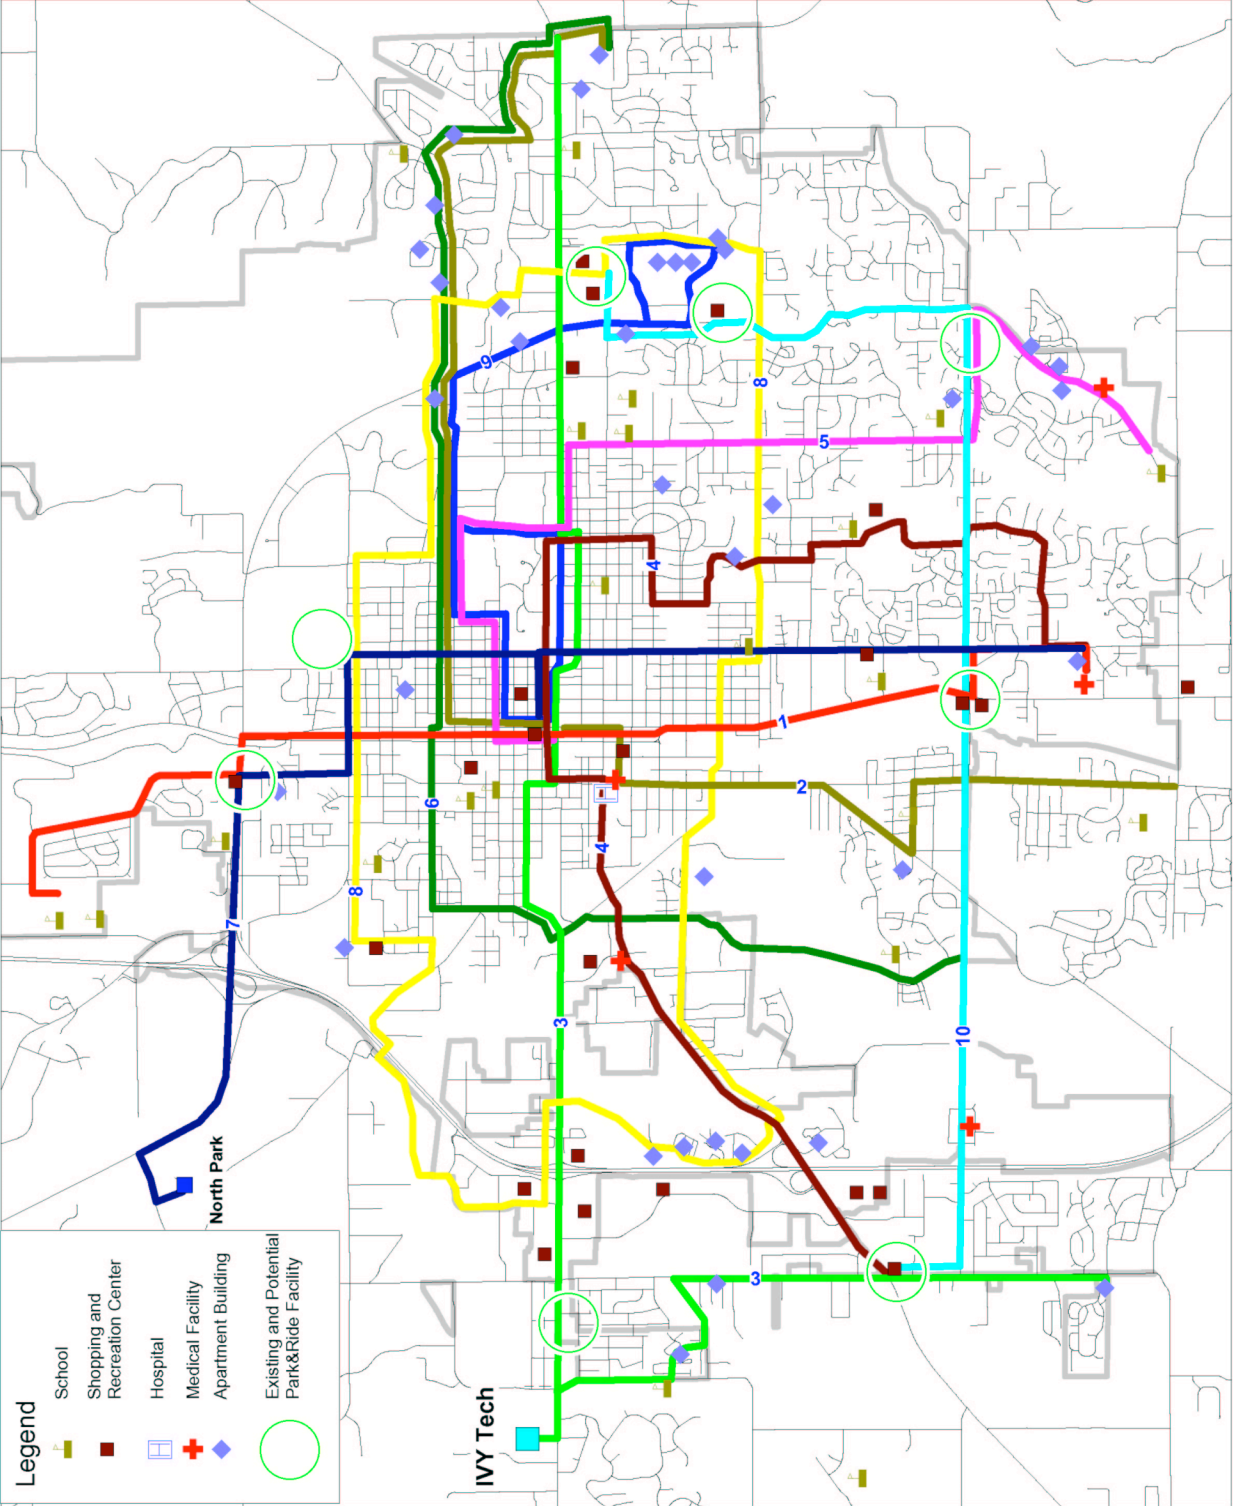 Legend
School
Shopping and
Recreation Center
Hospital
Medical Facility
Apartment Building
Existing and Potential
Park&Ride Facility
H
H
North Park
IVY Tech
1
2
3
3
4
4
5
6
7
8
8
9
10